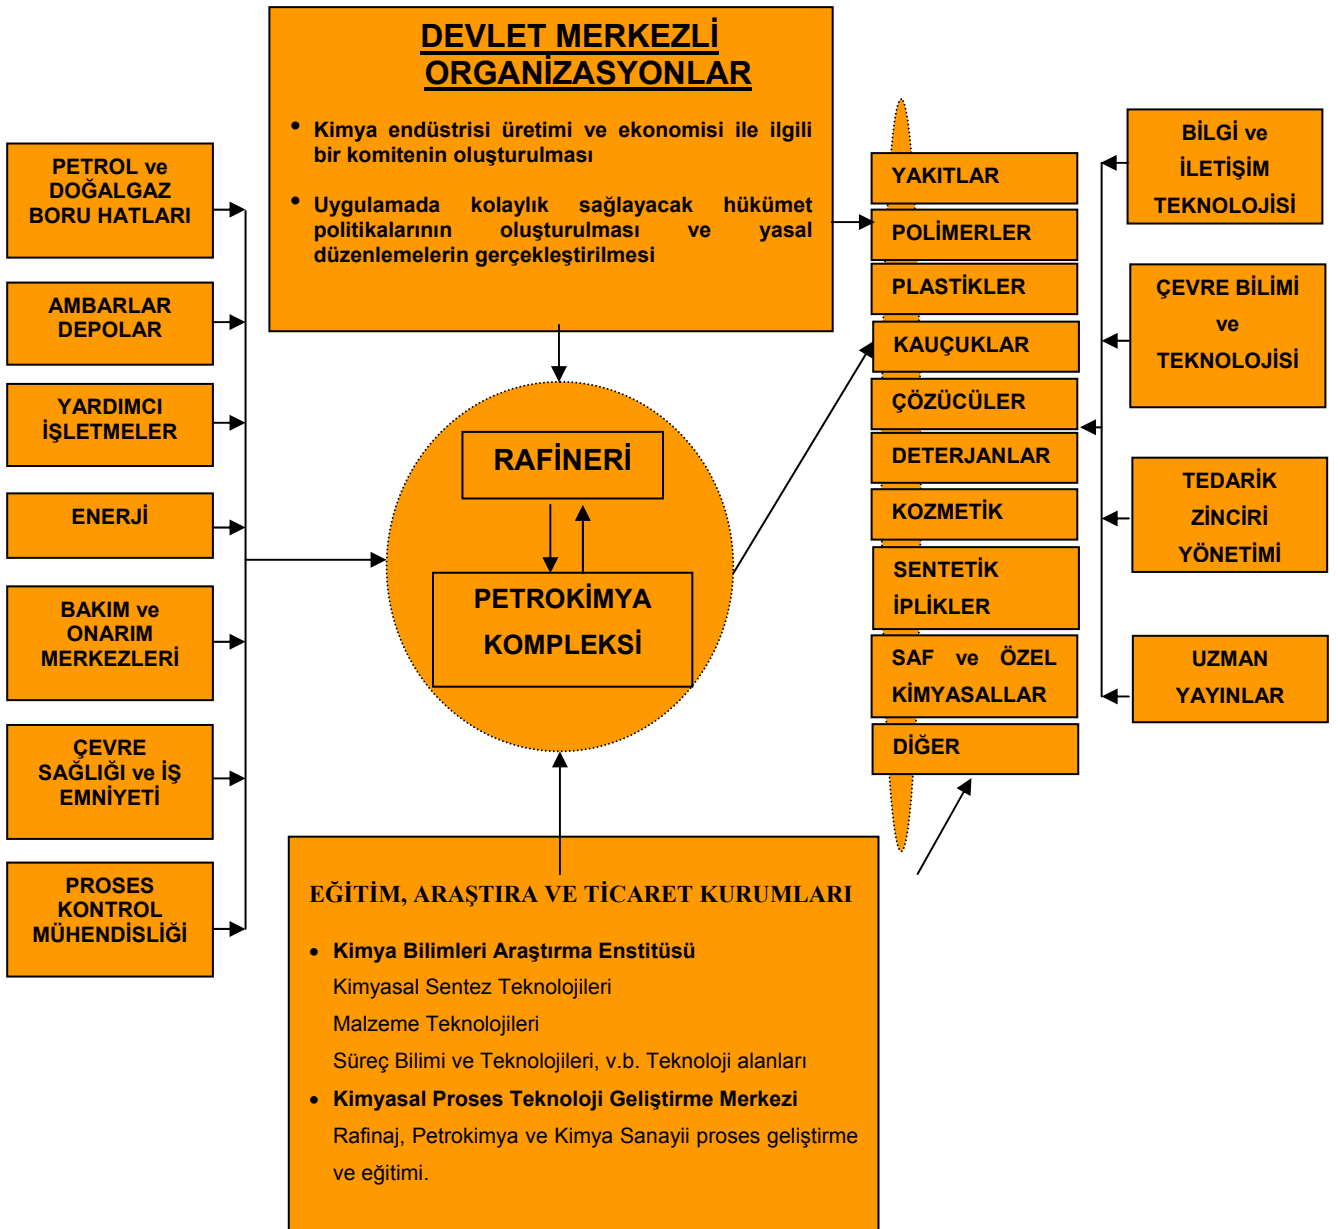 DEVLET MERKEZLİ
ORGANİZASYONLAR
• Kimya endüstrisi üretimi ve ekonomisi ile ilgili
bir komitenin oluşturulması
• Uygulamada kolaylık sağlayacak hükümet
politikalarının oluşturulması ve yasal
düzenlemelerin gerçekleştirilmesi
PETROL ve
DOĞALGAZ
BORU HATLARI
AMBARLAR
DEPOLAR
YARDIMCI
İŞLETMELER
ENERJİ
BAKIM ve
ONARIM
MERKEZLERİ
ÇEVRE
SAĞLIĞI ve İŞ
EMNİYETİ
PROSES
KONTROL
MÜHENDİSLİĞİ
RAFİNERİ
PETROKİMYA
KOMPLEKSİ
YAKITLAR
POLİMERLER
PLASTİKLER
KAUÇUKLAR
ÇÖZÜCÜLER
DETERJANLAR
KOZMETİK
SENTETİK
İPLİKLER
SAF ve ÖZEL
KİMYASALLAR
DİĞER
BİLGİ ve
İLETİŞİM
TEKNOLOJİSİ
ÇEVRE BİLİMİ
ve
TEKNOLOJİSİ
TEDARİK
ZİNCİRİ
YÖNETİMİ
UZMAN
YAYINLAR
EĞİTİM, ARAŞTIRA VE TİCARET KURUMLARI
• Kimya Bilimleri Araştırma Enstitüsü
Kimyasal Sentez Teknolojileri
Malzeme Teknolojileri
Süreç Bilimi ve Teknolojileri, v.b. Teknoloji alanları
• Kimyasal Proses Teknoloji Geliştirme Merkezi
Rafinaj, Petrokimya ve Kimya Sanayii proses geliştirme
ve eğitimi.